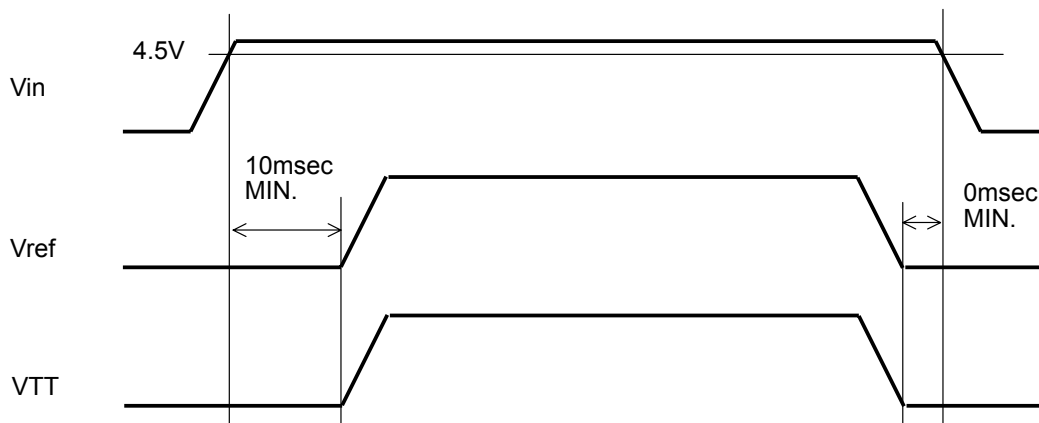 4.5V
Vin
10msec
MIN.
0msec
MIN.
Vref
VTT